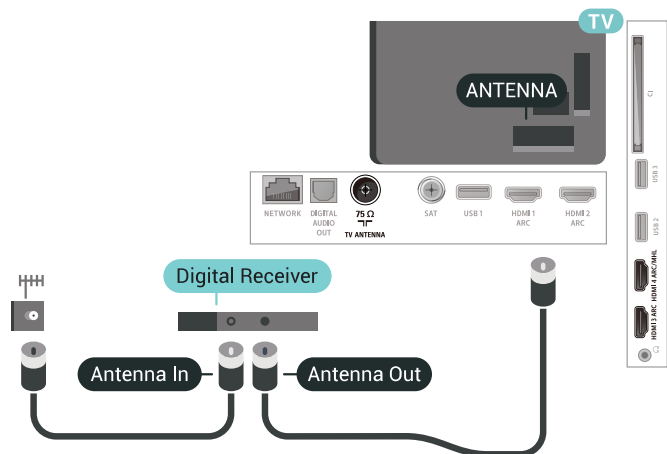 TV
ANTENNA
CI
USB 3
USB 2
HDMI 4 ARC/MHL
HDMI 3 ARC
NETWORK
DIGITAL
AUDIO
OUT
75 Ω
TV ANTENNA
SAT
USB 1
HDMI 1
ARC
HDMI 2
ARC
Digital Receiver
Antenna In
Antenna Out